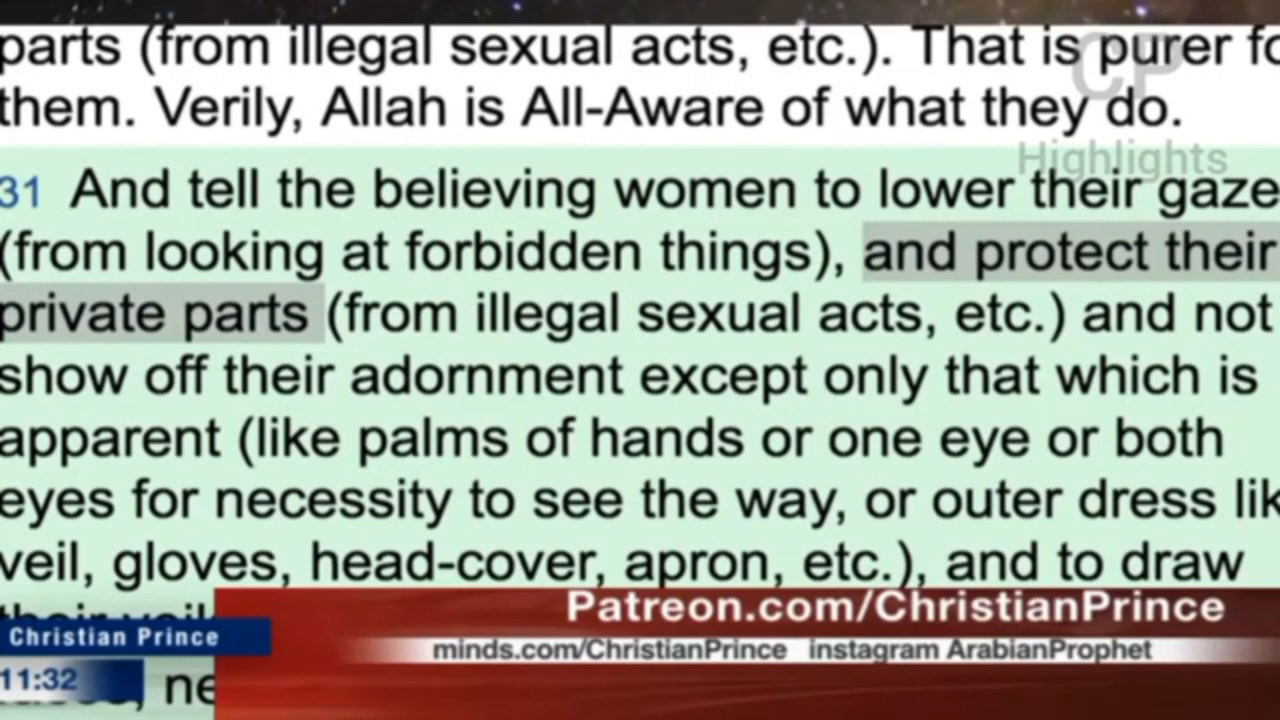 parts (from illegal sexual acts, etc.). That is purer fo
them. Verily, Allah is All-Aware of what they do.
CP
Highlights
31 And tell the believing women to lower their gaze
(from looking at forbidden things), and protect their
private parts (from illegal sexual acts, etc.) and not
show off their adornment except only that which is
apparent (like palms of hands or one eye or both
eyes for necessity to see the way, or outer dress lik
veil, gloves, head-cover, apron, etc.), and to draw
their veil
Patreon.com/ChristianPrince
Christian Prince
minds.com/ChristianPrince instagram ArabianProphet
11:32
ne